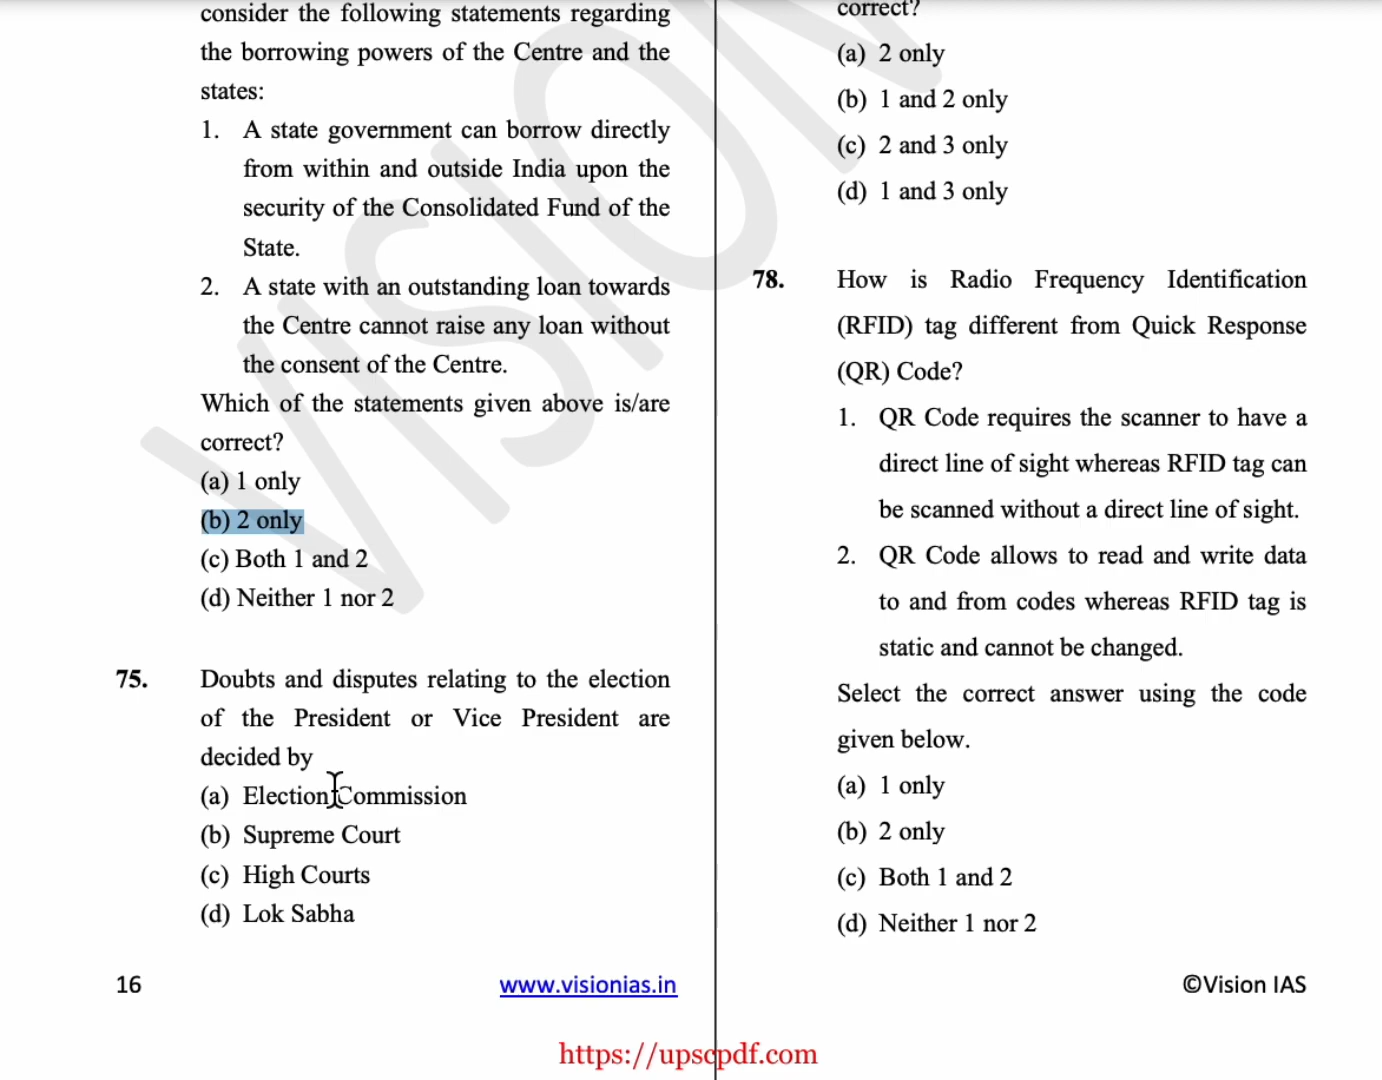 consider the following statements regarding
the borrowing powers of the Centre and the
states:
1. A state government can borrow directly
from within and outside India upon the
security of the Consolidated Fund of the
State.
2. A state with an outstanding loan towards
the Centre cannot raise any loan without
the consent of the Centre.
Which of the statements given above is/are
correct?
(a) 1 only
(b) 2 only
(c) Both 1 and 2
(d) Neither 1 nor 2
75. Doubts and disputes relating to the election
of the President or Vice President are
decided by
(a) Election Commission
(b) Supreme Court
(c) High Courts
(d) Lok Sabha
correct?
(a) 2 only
(b) 1 and 2 only
(c) 2 and 3 only
(d) 1 and 3 only
78. How is Radio Frequency Identification
(RFID) tag different from Quick Response
(QR) Code?
1. QR Code requires the scanner to have a
direct line of sight whereas RFID tag can
be scanned without a direct line of sight.
2. QR Code allows to read and write data
to and from codes whereas RFID tag is
static and cannot be changed.
Select the correct answer using the code
given below.
(a) 1 only
(b) 2 only
(c) Both 1 and 2
(d) Neither 1 nor 2
16 www.visionias.in ©Vision IAS
https://upscpdf.com
VISION